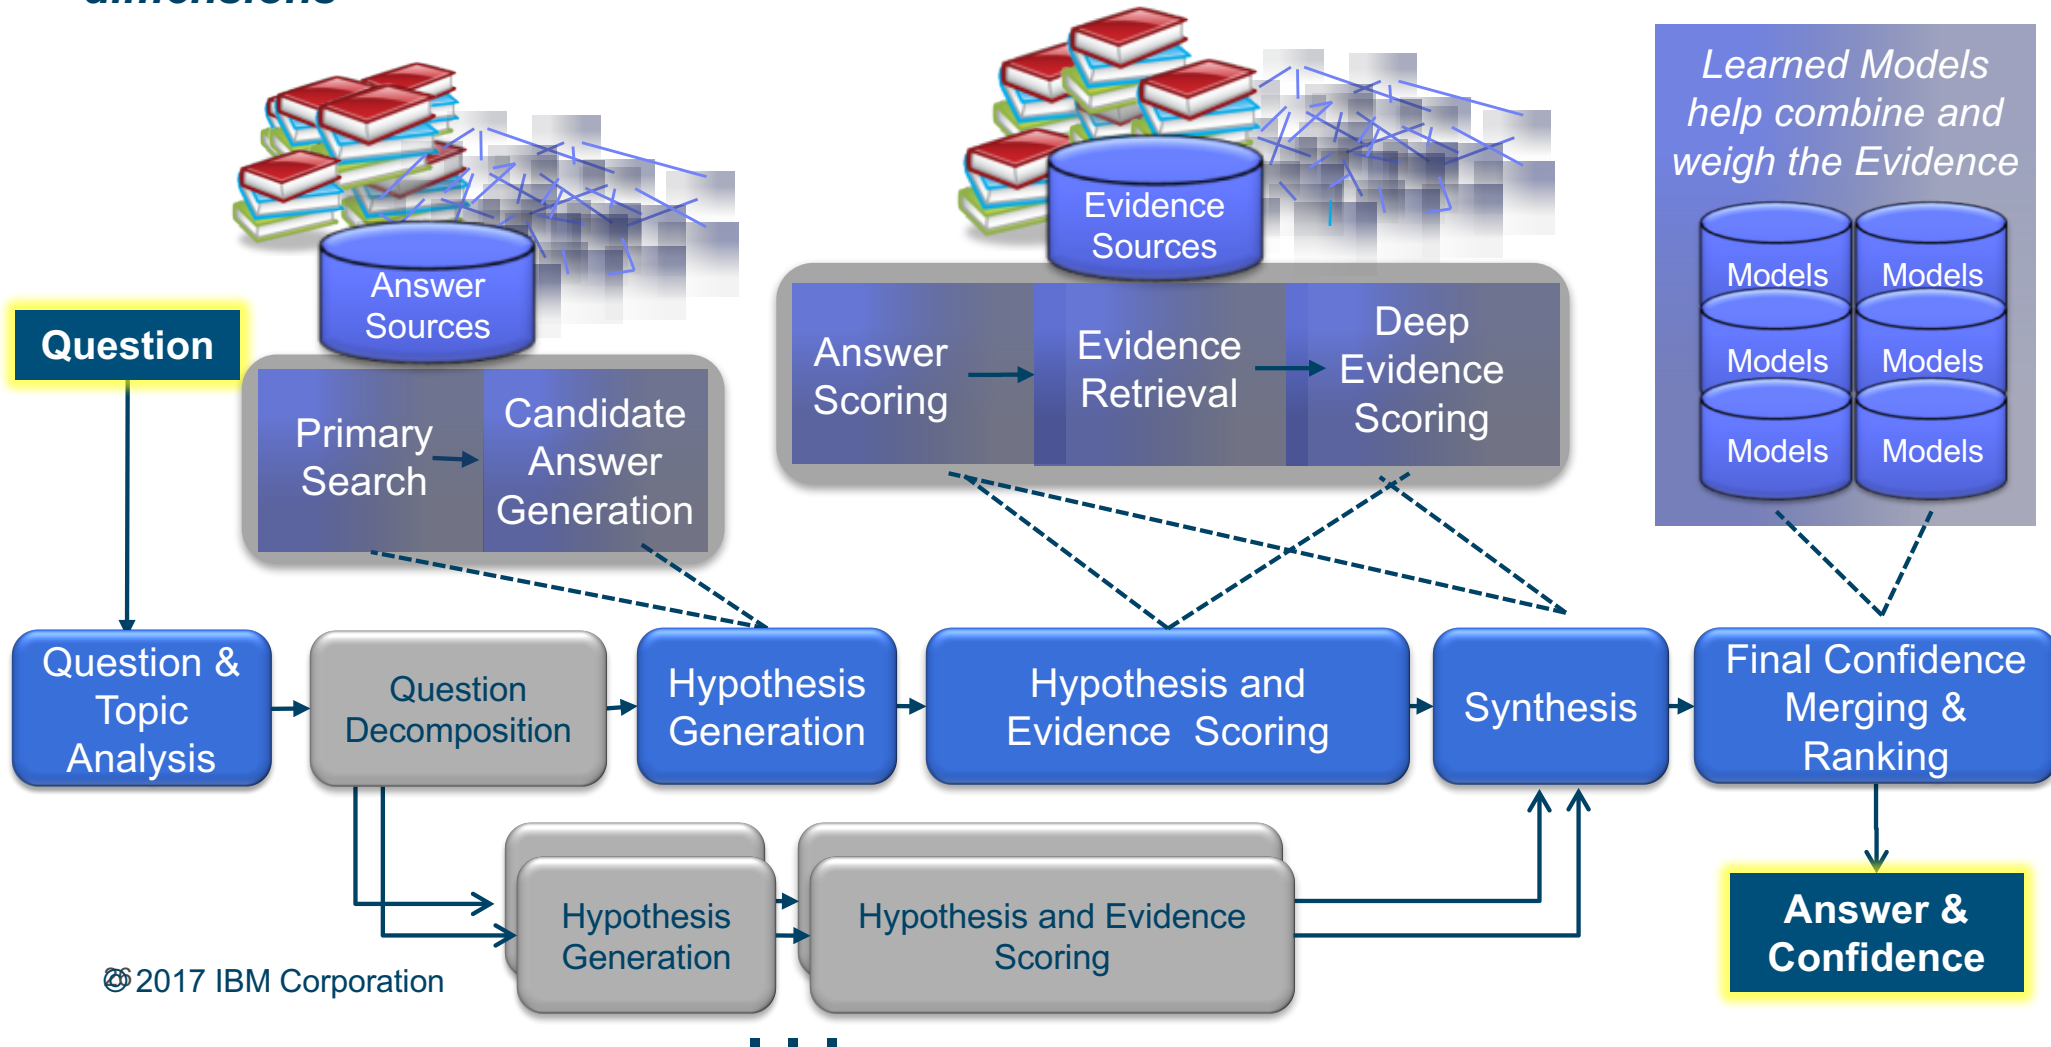 dimensions
Learned Models
help combine and
weigh the Evidence
Evidence
Sources
Answer
Sources
Models Models
Models Models
Models Models
Question
Answer
Scoring
Evidence
Retrieval
Deep
Evidence
Scoring
Primary
Search
Candidate
Answer
Generation
Question &
Topic
Analysis
Question
Decomposition
Hypothesis
Generation
Hypothesis and
Evidence Scoring
Synthesis
Final Confidence
Merging &
Ranking
Hypothesis
Generation
Hypothesis and Evidence
Scoring
Answer &
Confidence
© 2017 IBM Corporation